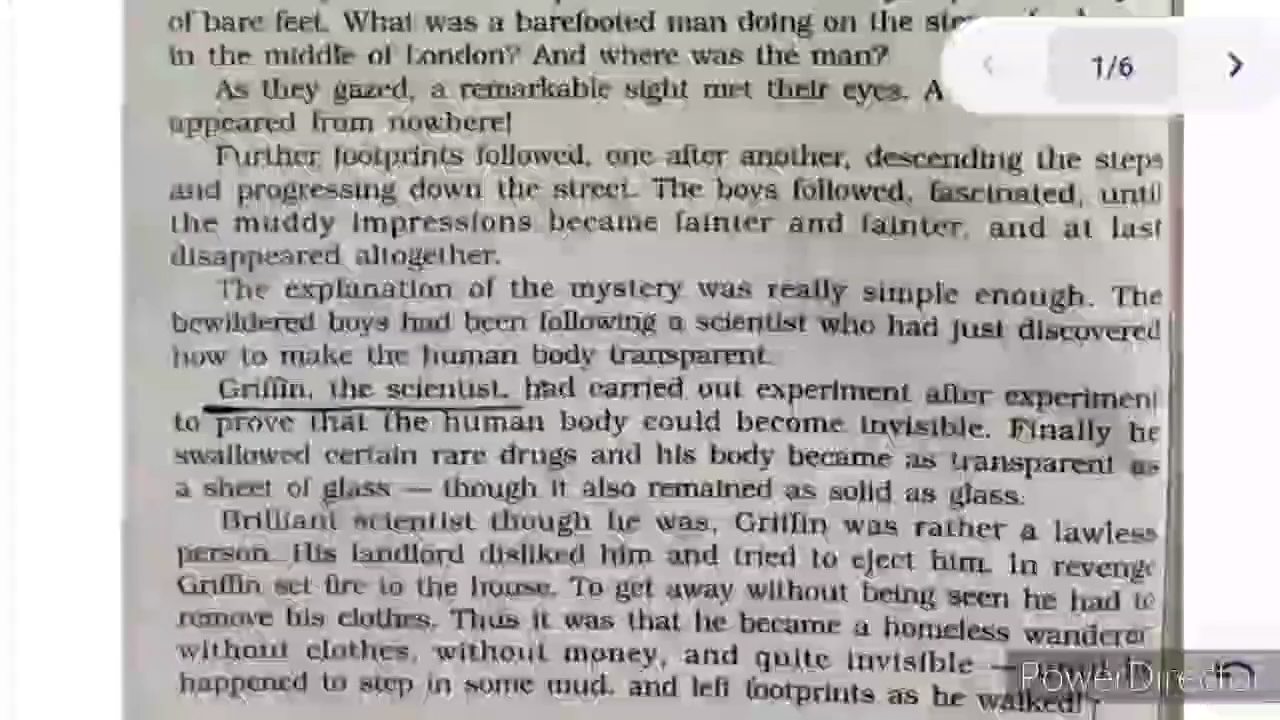 of bare feet. What was a barefooted man doing on the
in the middle of London? And where was the man?
As they gazed, a remarkable sight met their eyes. A
appeared from nowhere!
Further footprints followed, one after another, descending the steps
and progressing down the street. The boys followed, fascinated, until
the muddy impressions became fainter and fainter, and at last
disappeared altogether.
The explanation of the mystery was really simple enough. The
bewildered boys had been following a scientist who had just discovered
how to make the human body transparent.
Griffin, the scientist, had carried out experiment after experiment
to prove that the human body could become invisible. Finally he
swallowed certain rare drugs and his body became as transparent as
a sheet of glass — though it also remained as solid as glass.
Brilliant scientist though he was, Griffin was rather a lawless
person. His landlord disliked him and tried to eject him. In revenge
Griffin set fire to the house. To get away without being seen he had to
remove his clothes. Thus it was that he became a homeless wanderer
without clothes, without money, and quite invisible —
happened to step in some mud, and left footprints as he walked!
1/6
PowerDirector